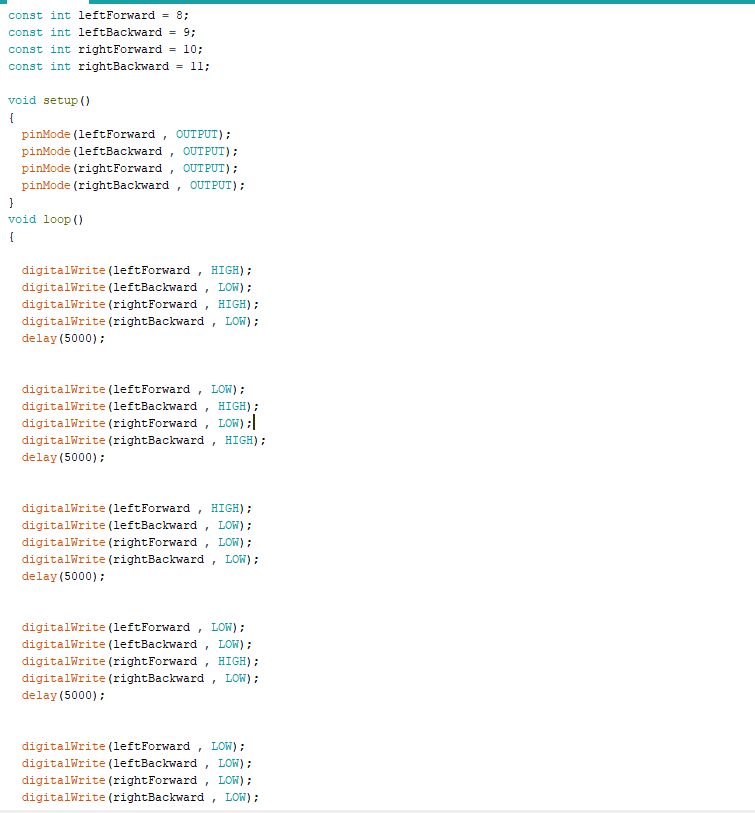 const int leftForward = 8;
const int leftBackward = 9;
const int rightForward = 10;
const int rightBackward = 11;
void setup()
{
pinMode(leftForward , OUTPUT);
pinMode(leftBackward , OUTPUT);
pinMode(rightForward , OUTPUT);
pinMode(rightBackward , OUTPUT);
}
void loop()
{
digitalWrite(leftForward , HIGH);
digitalWrite(leftBackward , LOW);
digitalWrite(rightForward , HIGH);
digitalWrite(rightBackward , LOW);
delay(5000);
digitalWrite(leftForward , LOW);
digitalWrite(leftBackward , HIGH);
digitalWrite(rightForward , LOW);
digitalWrite(rightBackward , HIGH);
delay(5000);
digitalWrite(leftForward , HIGH);
digitalWrite(leftBackward , LOW);
digitalWrite(rightForward , LOW);
digitalWrite(rightBackward , LOW);
delay(5000);
digitalWrite(leftForward , LOW);
digitalWrite(leftBackward , LOW);
digitalWrite(rightForward , HIGH);
digitalWrite(rightBackward , LOW);
delay(5000);
digitalWrite(leftForward , LOW);
digitalWrite(leftBackward , LOW);
digitalWrite(rightForward , LOW);
digitalWrite(rightBackward , LOW);